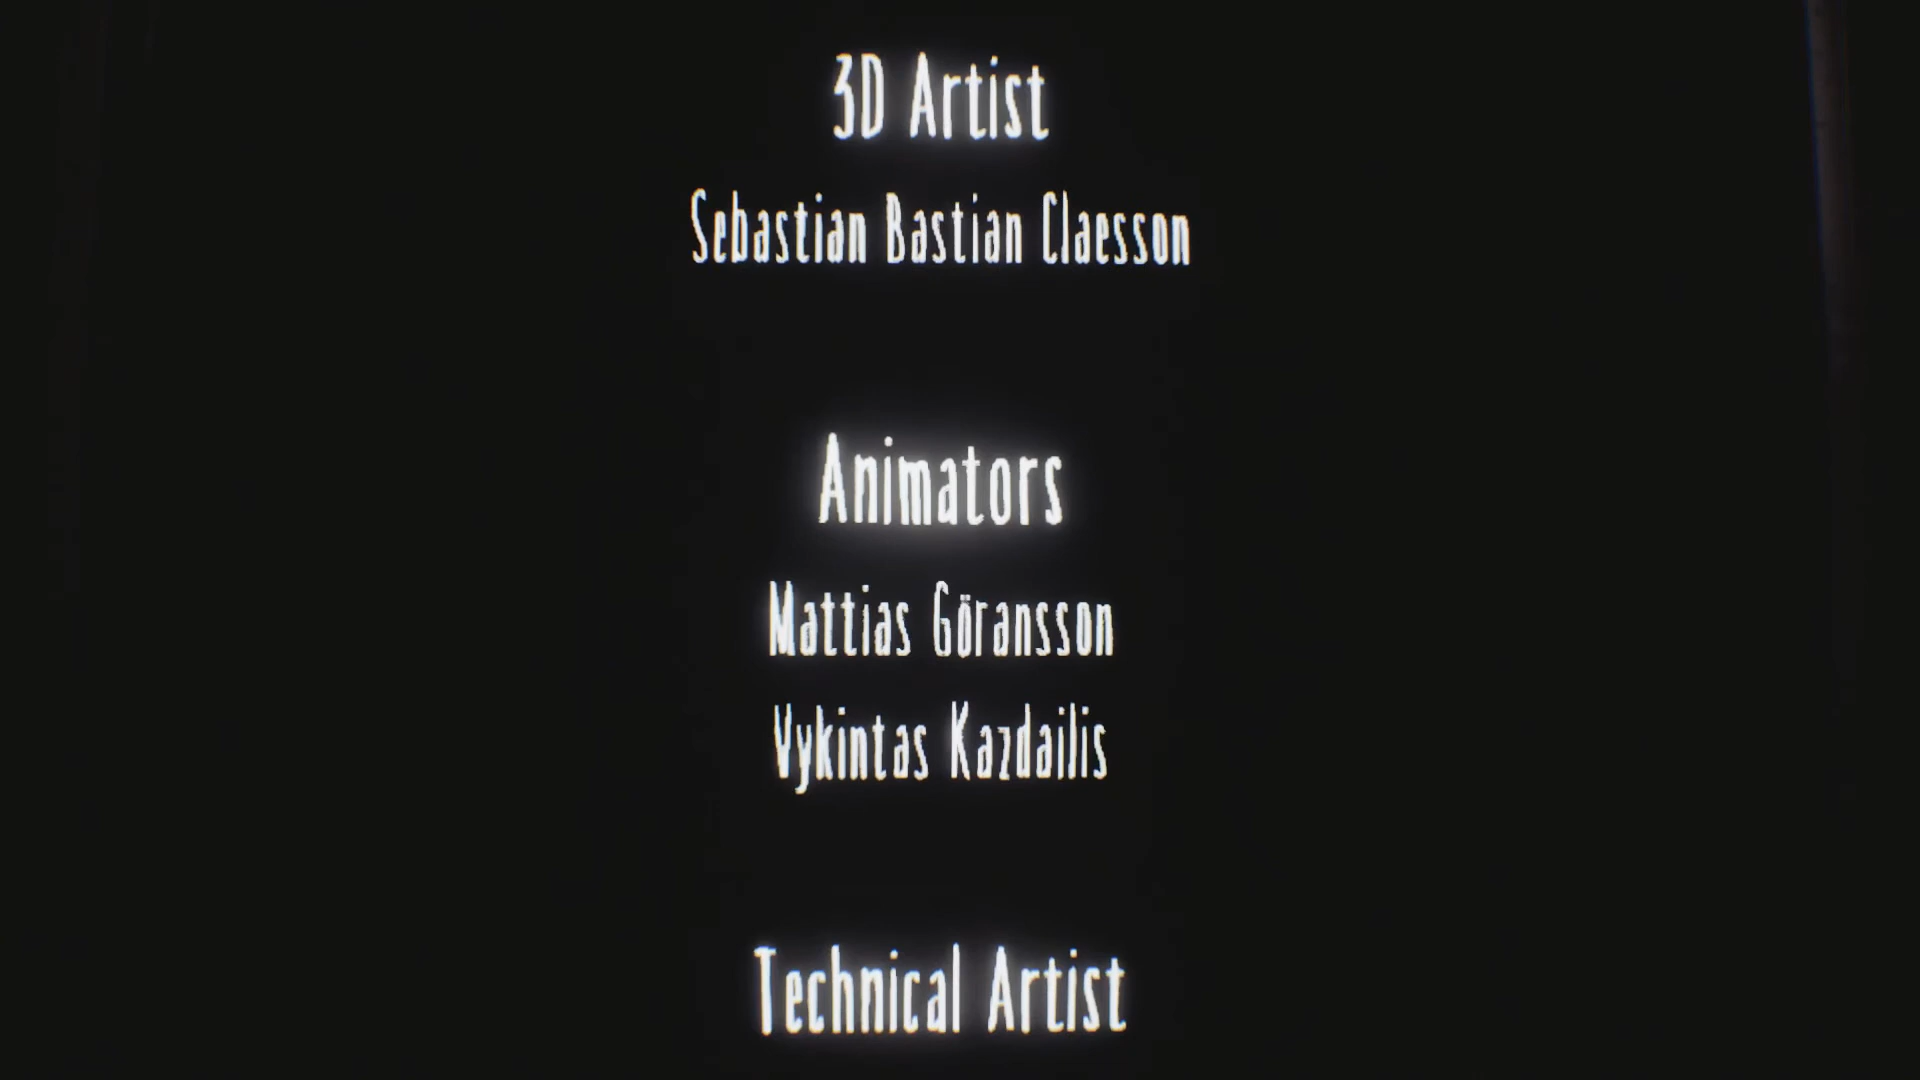 3D Artist
Sebastian Bastian Claesson
Animators
Mattias Göransson
Vykintas Kazdailis
Technical Artist